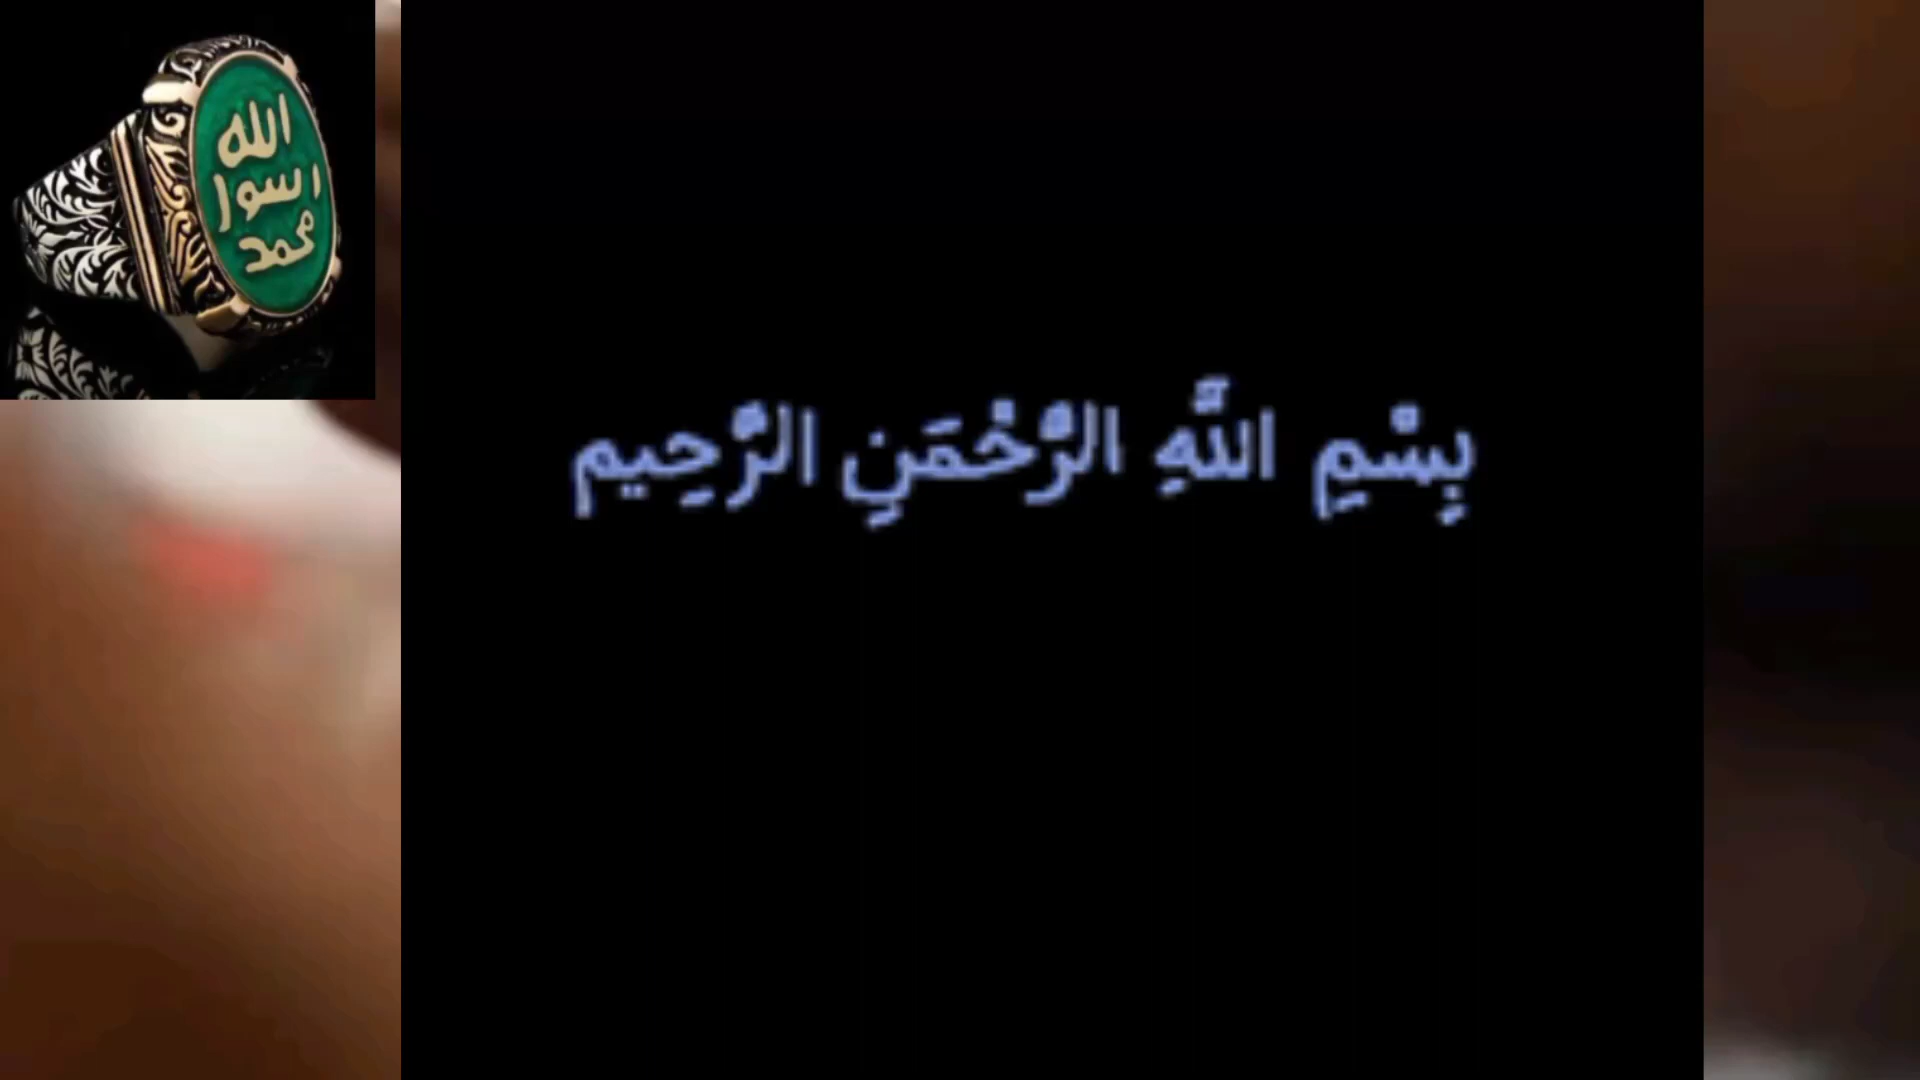 الله
رسول
محمد
بِسْمِ اللَّهِ الرَّحْمَنِ الرَّحِيم